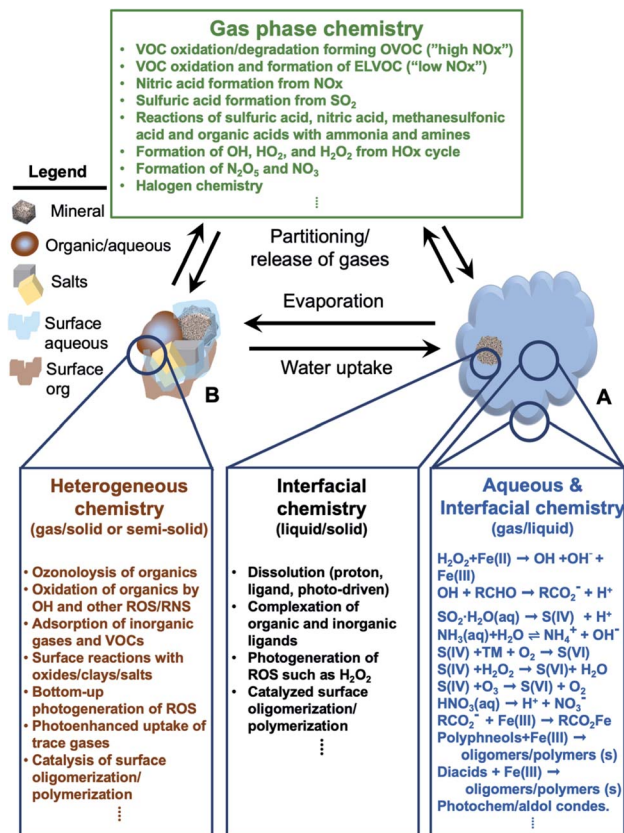 Gas phase chemistry
• VOC oxidation/degradation forming OVOC ("high NOx")
• VOC oxidation and formation of ELVOC ("low NOx")
• Nitric acid formation from NOx
• Sulfuric acid formation from SO₂
• Reactions of sulfuric acid, nitric acid, methanesulfonic
acid and organic acids with ammonia and amines
• Formation of OH, HO₂, and H₂O₂ from HOx cycle
• Formation of N₂O₅ and NO₃
• Halogen chemistry
⋮
Legend
Mineral
Organic/aqueous
Salts
Surface
aqueous
Surface
org
Partitioning/
release of gases
Evaporation
Water uptake
B
A
Heterogeneous
chemistry
(gas/solid or semi-solid)
• Ozonoloysis of organics
• Oxidation of organics by
OH and other ROS/RNS
• Adsorption of inorganic
gases and VOCs
• Surface reactions with
oxides/clays/salts
• Bottom-up
photogeneration of ROS
• Photoenhanced uptake of
trace gases
• Catalysis of surface
oligomerization/
polymerization
⋮
Interfacial
chemistry
(liquid/solid)
• Dissolution (proton,
ligand, photo-driven)
• Complexation of
organic and inorganic
ligands
• Photogeneration of
ROS such as H₂O₂
• Catalyzed surface
oligomerization/
polymerization
⋮
Aqueous &
Interfacial chemistry
(gas/liquid)
H₂O₂+Fe(II) → OH +OH⁻ +
Fe(III)
OH + RCHO → RCO₂⁻ + H⁺
SO₂·H₂O(aq) → S(IV) + H⁺
NH₃(aq)+H₂O ⇌ NH₄⁺ + OH⁻
S(IV) +TM + O₂ → S(VI)
S(IV) +H₂O₂ → S(VI)+ H₂O
S(IV) +O₃ → S(VI) + O₂
HNO₃(aq) → H⁺ + NO₃⁻
RCO₂⁻ + Fe(III) → RCO₂Fe
Polyphneols+Fe(III) →
oligomers/polymers (s)
Diacids + Fe(III) →
oligomers/polymers (s)
Photochem/aldol condes.
⋮